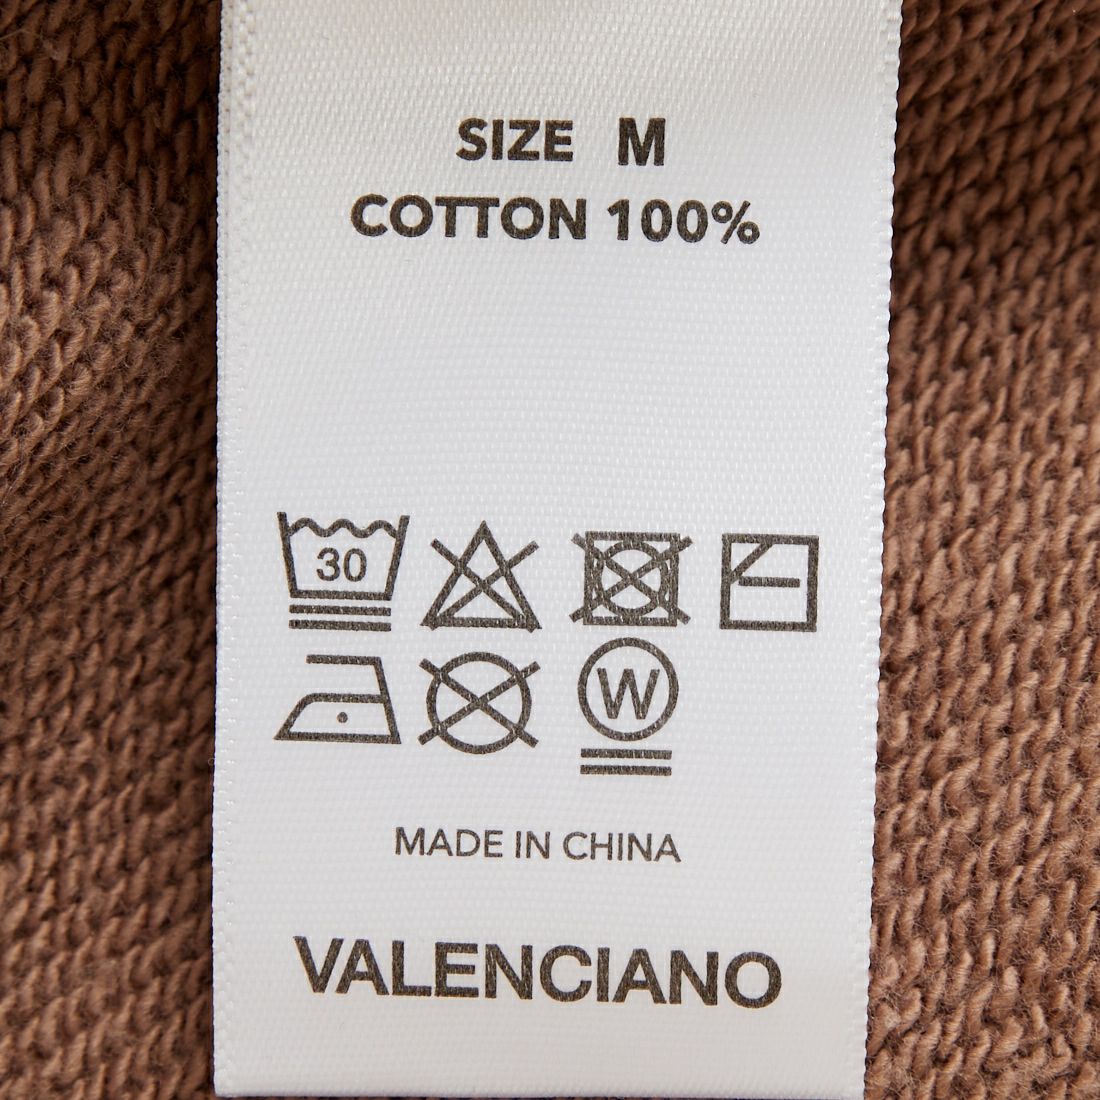 SIZE M
COTTON 100%
30
W
MADE IN CHINA
VALENCIANO